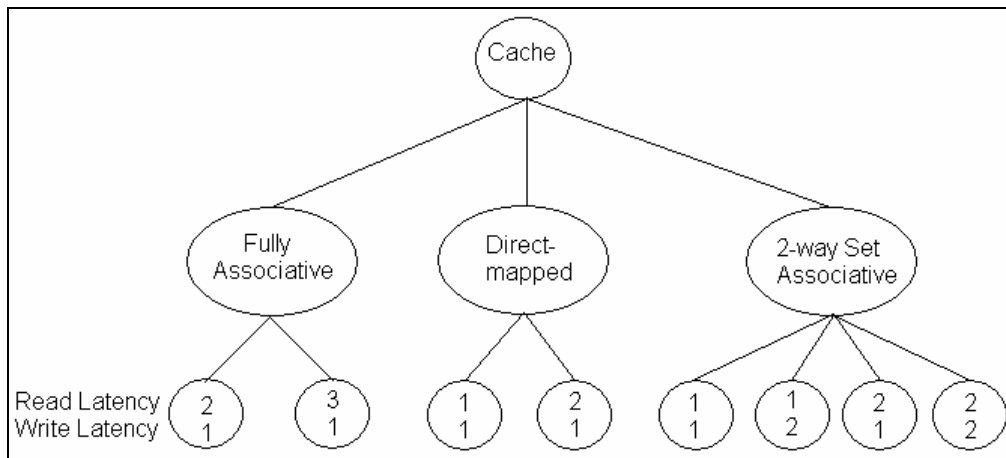 Cache
Fully
Associative
Direct-
mapped
2-way Set
Associative
Read Latency 2 3 1 2 1 1 2 2
Write Latency 1 1 1 1 1 2 1 2